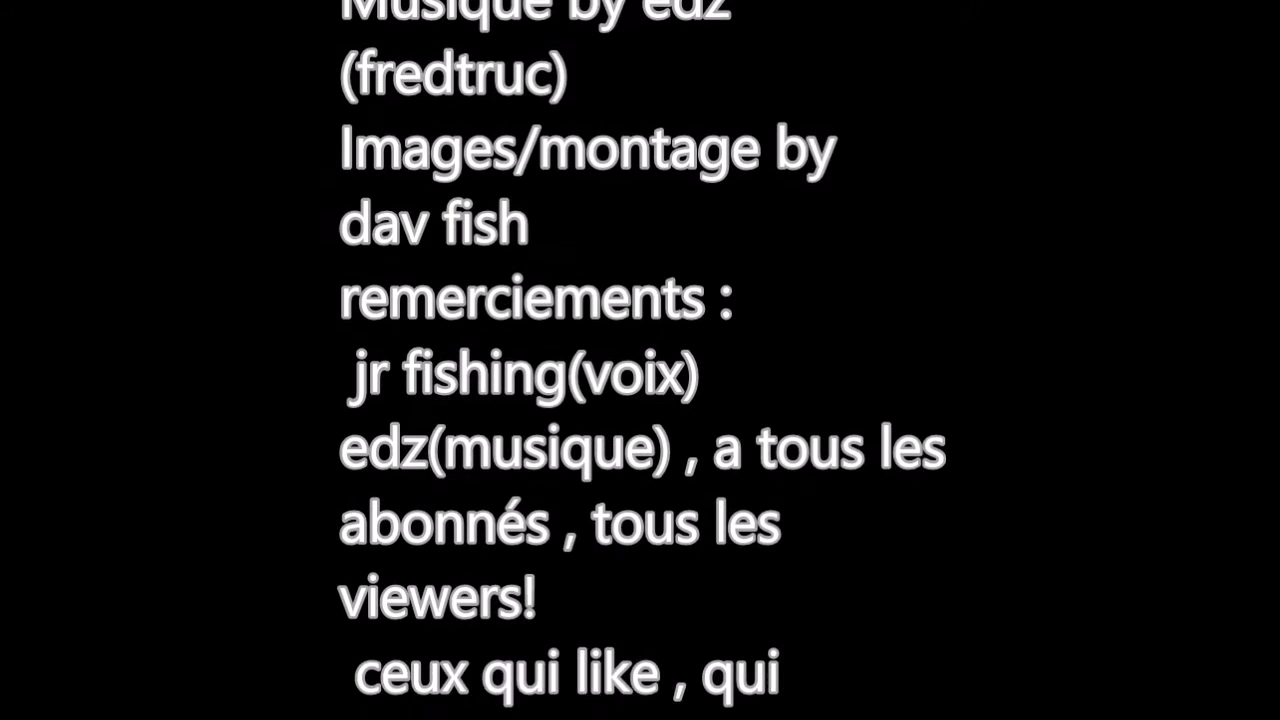 Musique by edz
(fredtruc)
Images/montage by
dav fish
remerciements :
jr fishing(voix)
edz(musique) , a tous les
abonnés , tous les
viewers!
ceux qui like , qui